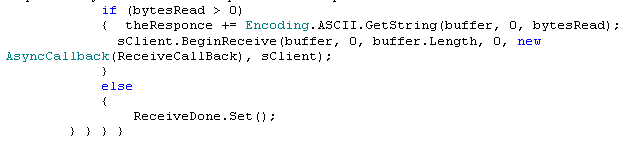 if (bytesRead > 0)
{ theResponce += Encoding.ASCII.GetString(buffer, 0, bytesRead);
sClient.BeginReceive(buffer, 0, buffer.Length, 0, new
AsyncCallback(ReceiveCallBack), sClient);
}
else
{
ReceiveDone.Set();
} } } }